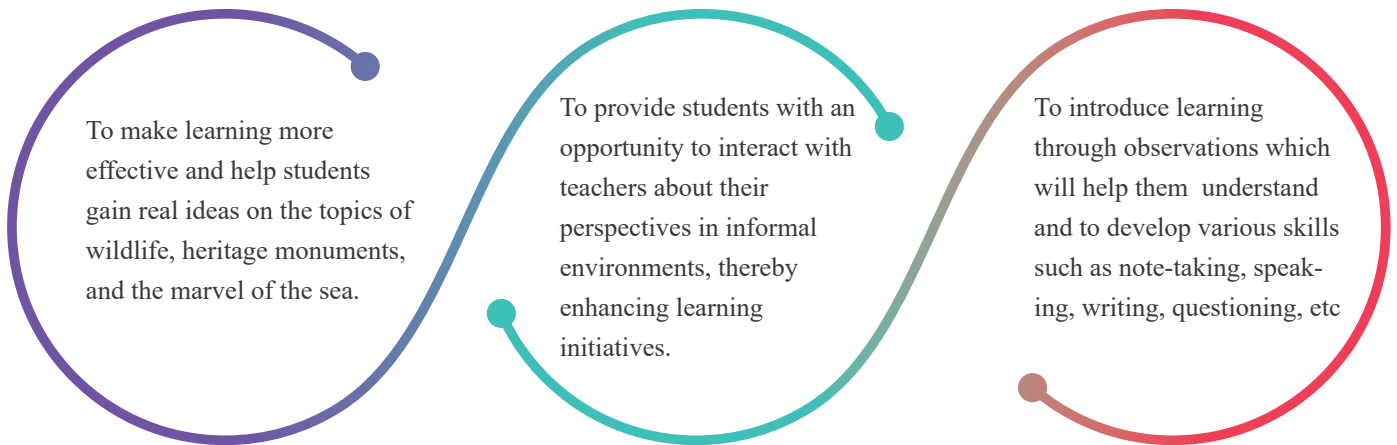 To make learning more
effective and help students
gain real ideas on the topics of
wildlife, heritage monuments,
and the marvel of the sea.
To provide students with an
opportunity to interact with
teachers about their
perspectives in informal
environments, thereby
enhancing learning
initiatives.
To introduce learning
through observations which
will help them  understand
and to develop various skills
such as note-taking, speak-
ing, writing, questioning, etc